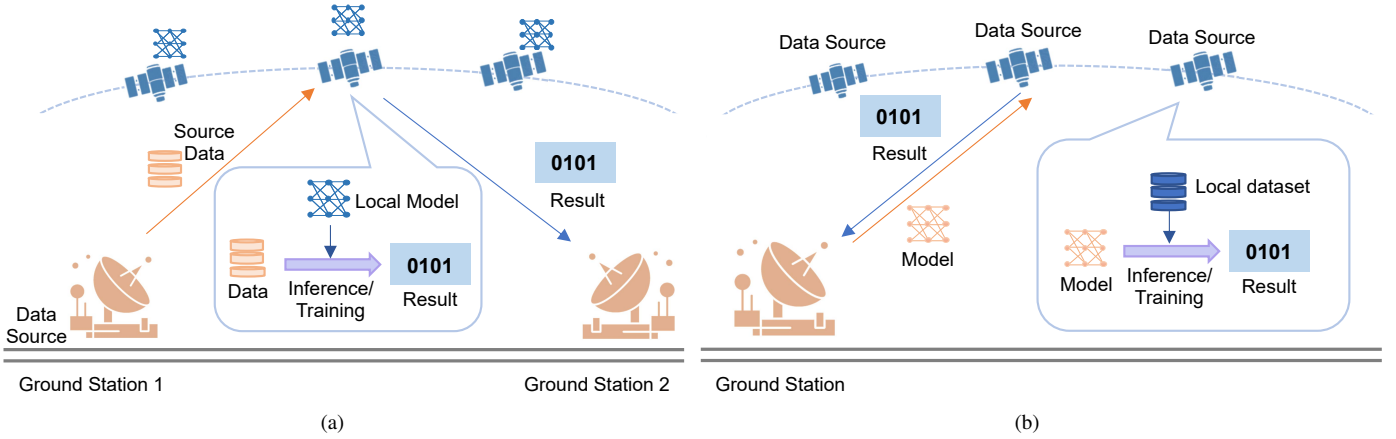 Source
Data
0101
Result
Local Model
0101
Data
Inference/
Training
Result
Data
Source
Ground Station 1
Ground Station 2
(a)
Data Source
Data Source
Data Source
0101
Result
Model
Local dataset
0101
Model
Inference/
Training
Result
Ground Station
(b)